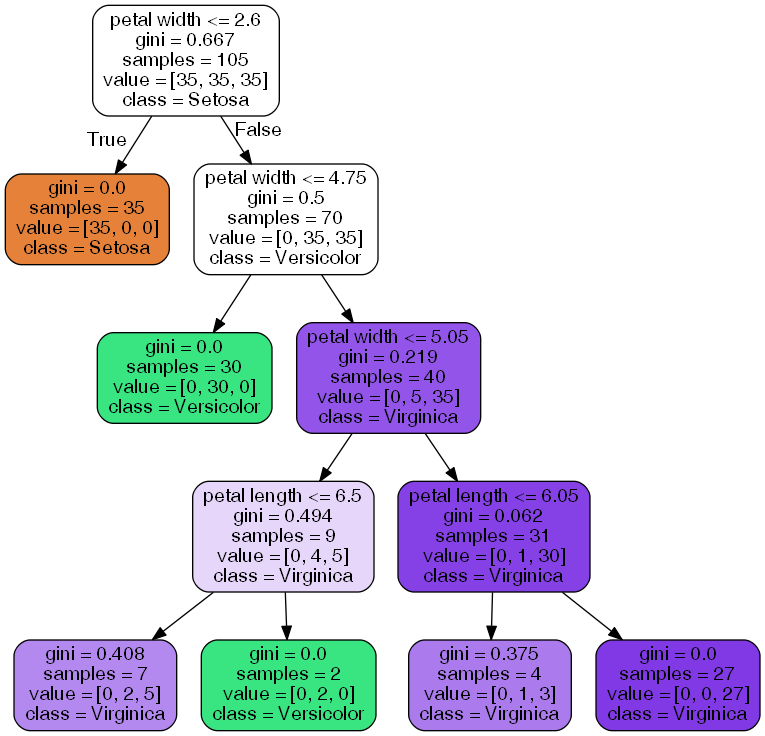 petal width <= 2.6
gini = 0.667
samples = 105
value = [35, 35, 35]
class = Setosa
True
False
gini = 0.0
samples = 35
value = [35, 0, 0]
class = Setosa
petal width <= 4.75
gini = 0.5
samples = 70
value = [0, 35, 35]
class = Versicolor
gini = 0.0
samples = 30
value = [0, 30, 0]
class = Versicolor
petal width <= 5.05
gini = 0.219
samples = 40
value = [0, 5, 35]
class = Virginica
petal length <= 6.5
gini = 0.494
samples = 9
value = [0, 4, 5]
class = Virginica
petal length <= 6.05
gini = 0.062
samples = 31
value = [0, 1, 30]
class = Virginica
gini = 0.408
samples = 7
value = [0, 2, 5]
class = Virginica
gini = 0.0
samples = 2
value = [0, 2, 0]
class = Versicolor
gini = 0.375
samples = 4
value = [0, 1, 3]
class = Virginica
gini = 0.0
samples = 27
value = [0, 0, 27]
class = Virginica